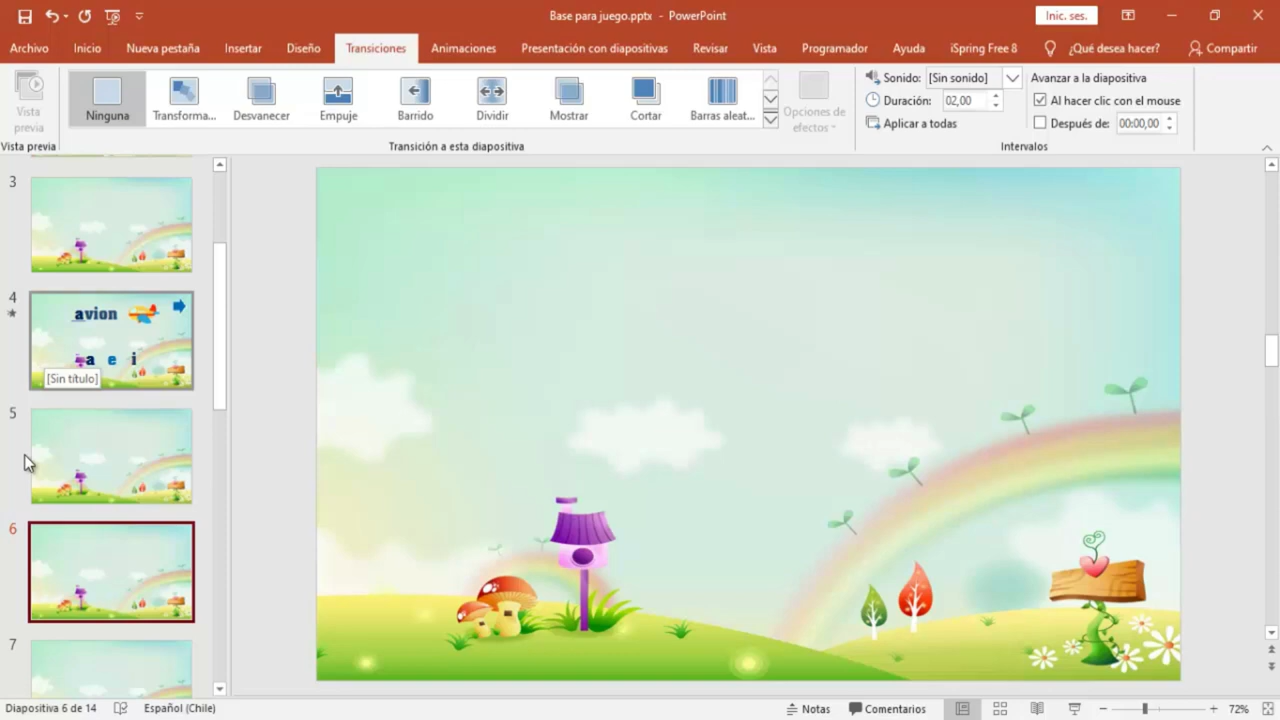 Base para juego.pptx - PowerPoint
Inic. ses.
Archivo Inicio Nueva pestaña Insertar Diseño Transiciones Animaciones Presentación con diapositivas Revisar Vista Programador Ayuda iSpring Free 8 ¿Qué desea hacer? Compartir
Vista previa
Ninguna Transforma... Desvanecer Empuje Barrido Dividir Mostrar Cortar Barras aleat...
Opciones de efectos
Sonido: [Sin sonido]
Duración: 02,00
Aplicar a todas
Avanzar a la diapositiva
Al hacer clic con el mouse
Después de: 00:00,00
Vista previa Transición a esta diapositiva Intervalos
3
4
avion
a e i
[Sin título]
5
6
7
Diapositiva 6 de 14 Español (Chile) Notas Comentarios 72%